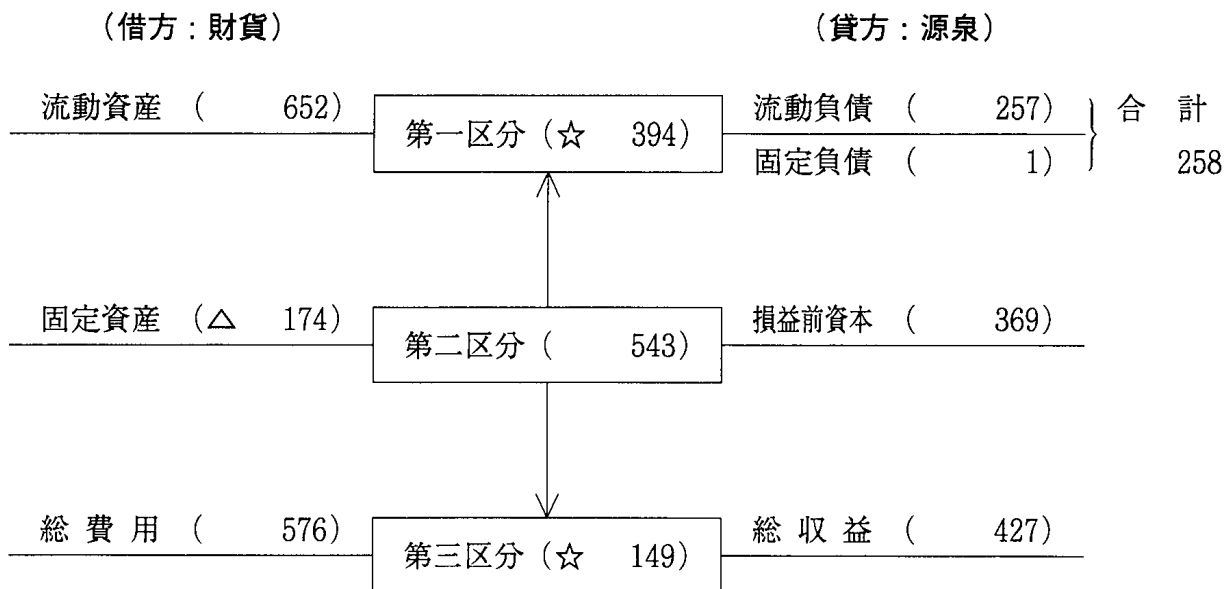 (借方:財貨) (貸方:源泉)
流動資産 ( 652) 第一区分(☆ 394) 流動負債 ( 257) 合 計
固定負債 ( 1) 258
固定資産 (△ 174) 第二区分( 543) 損益前資本 ( 369)
総 費 用 ( 576) 第三区分(☆ 149) 総 収 益 ( 427)